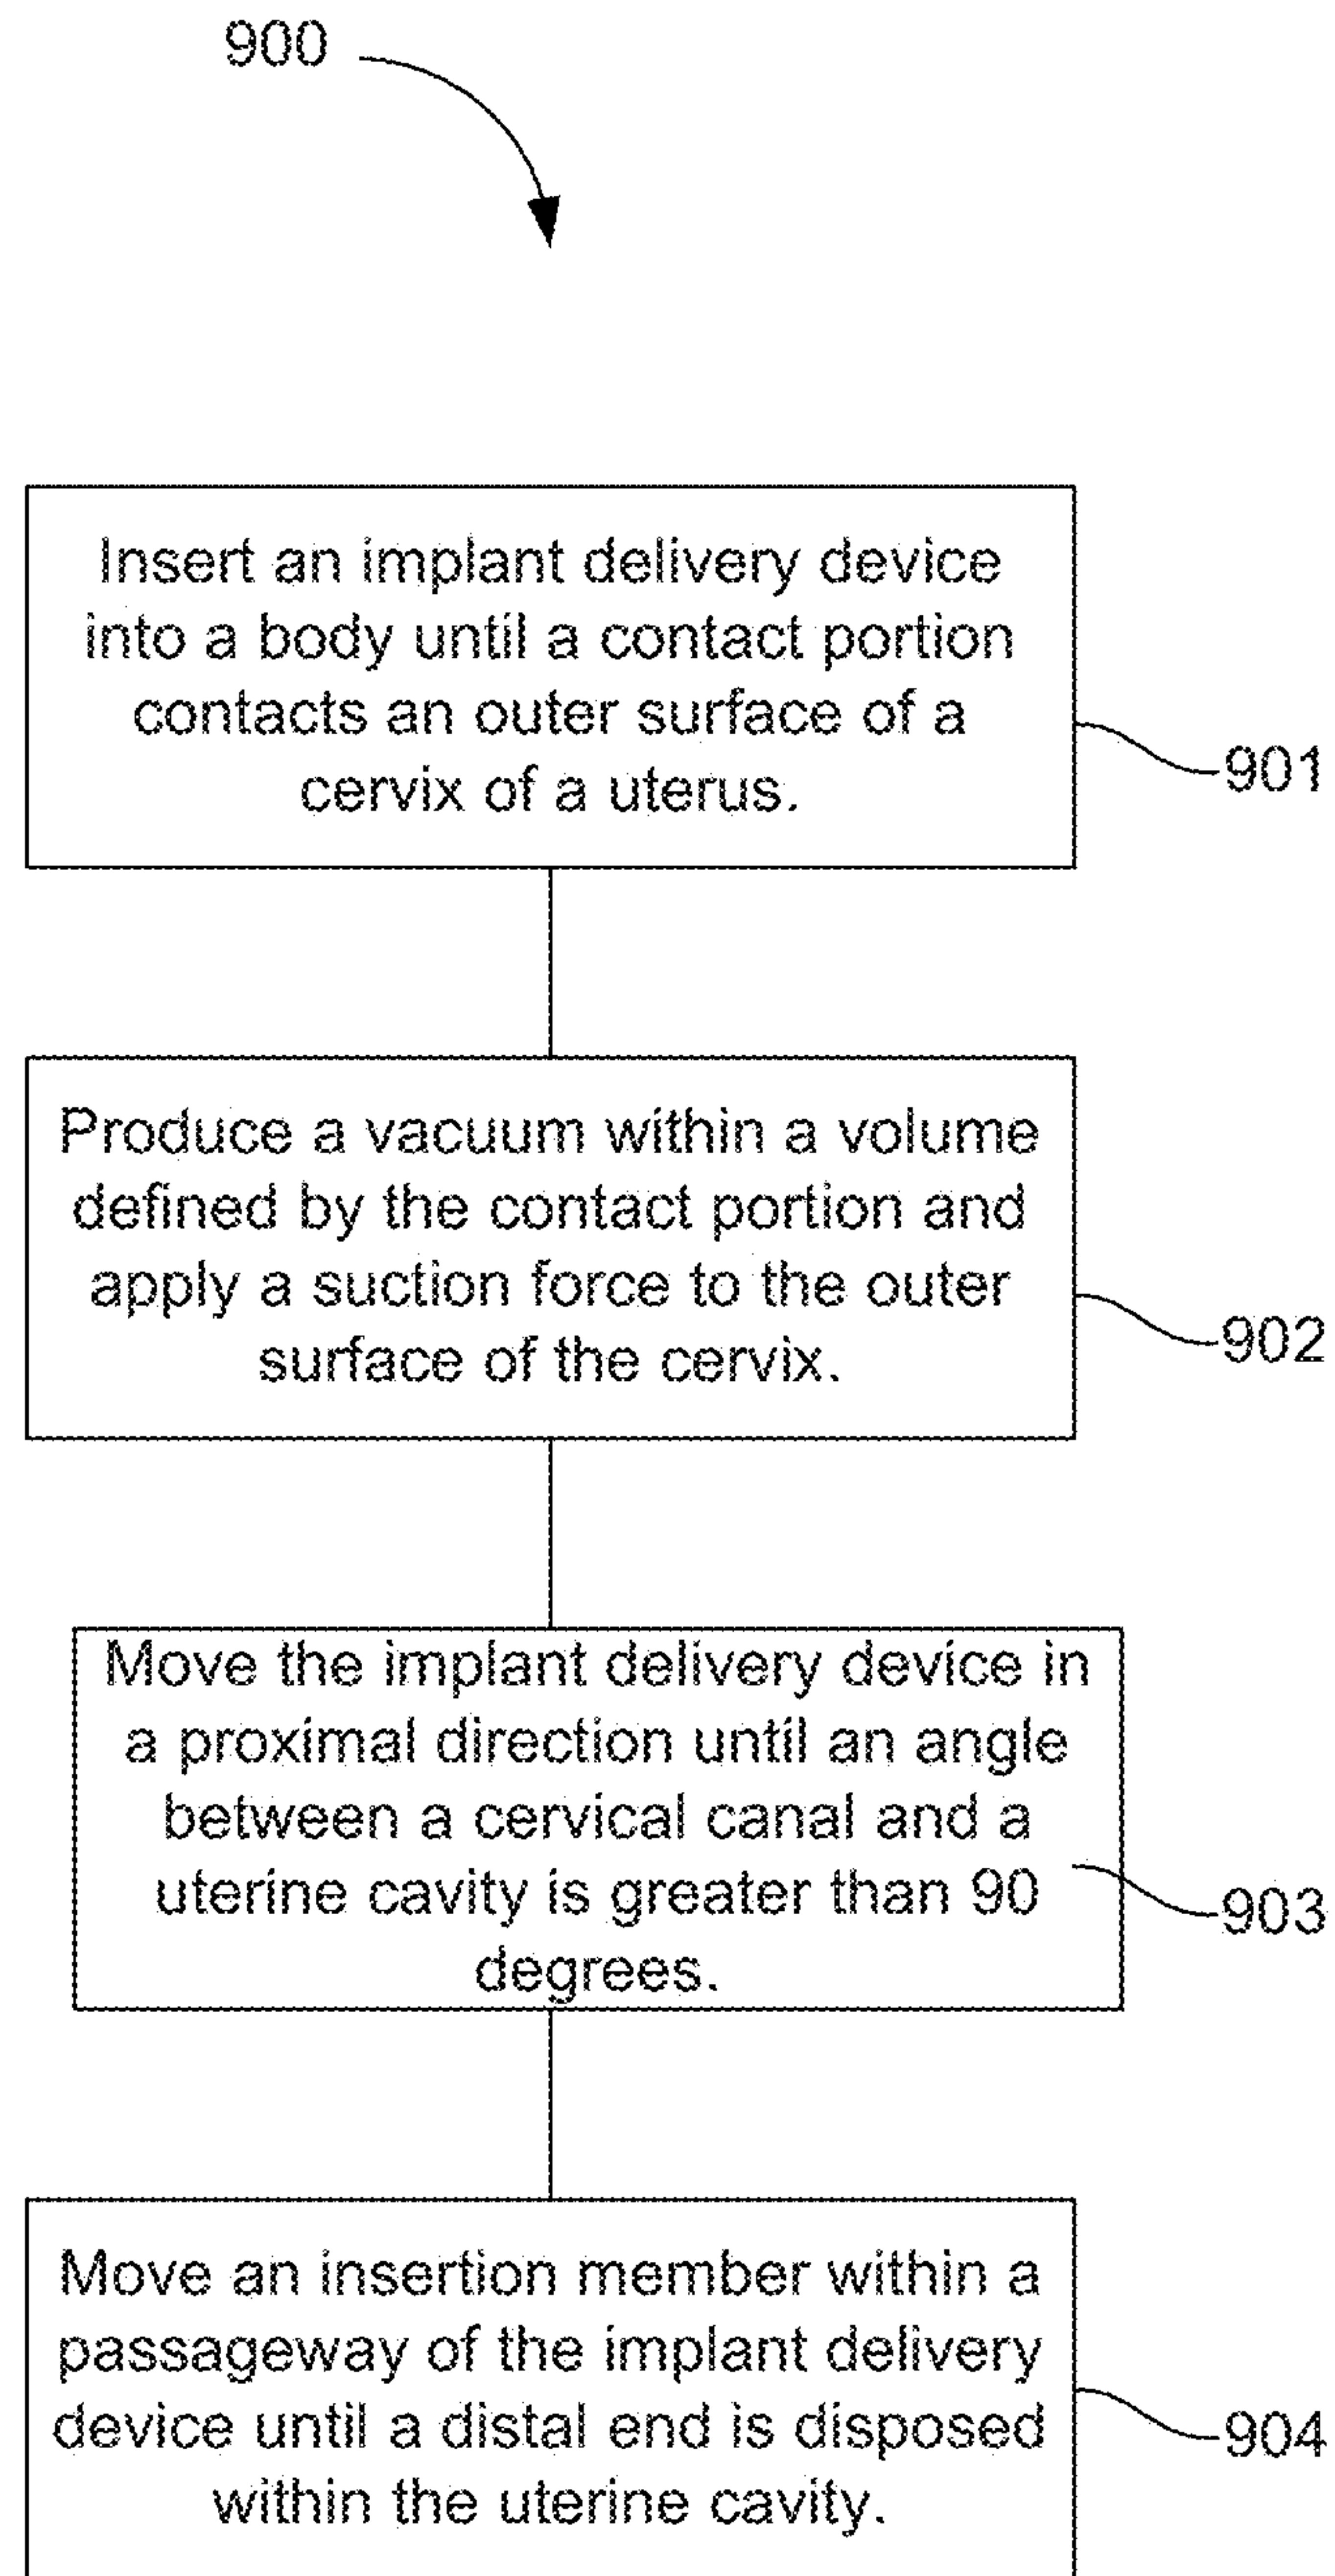 900
Insert an implant delivery device
into a body until a contact portion
contacts an outer surface of a
cervix of a uterus.
901
Produce a vacuum within a volume
defined by the contact portion and
apply a suction force to the outer
surface of the cervix.
902
Move the implant delivery device in
a proximal direction until an angle
between a cervical canal and a
uterine cavity is greater than 90
degrees.
903
Move an insertion member within a
passageway of the implant delivery
device until a distal end is disposed
within the uterine cavity.
904